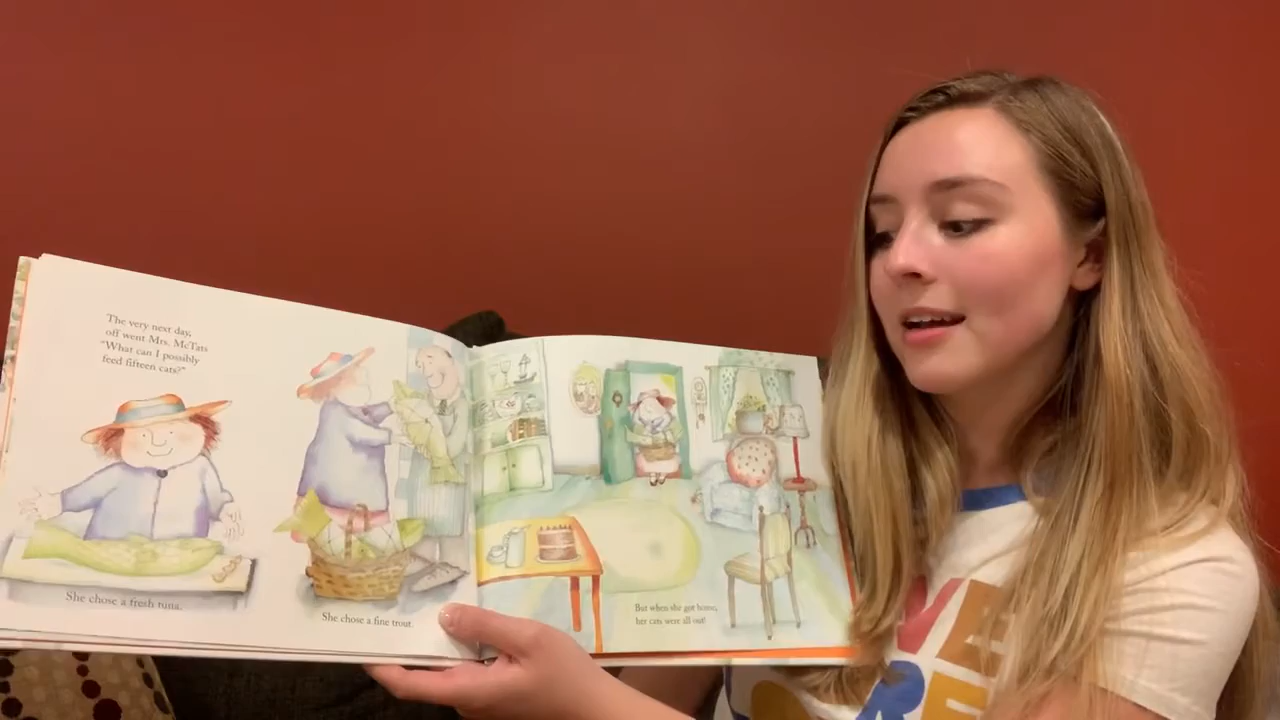 The very next day,
off went Mrs. McTats
"What can I possibly
feed fifteen cats?"
She chose a fresh tuna.
She chose a fine trout.
But when she got home,
her cats were all out!